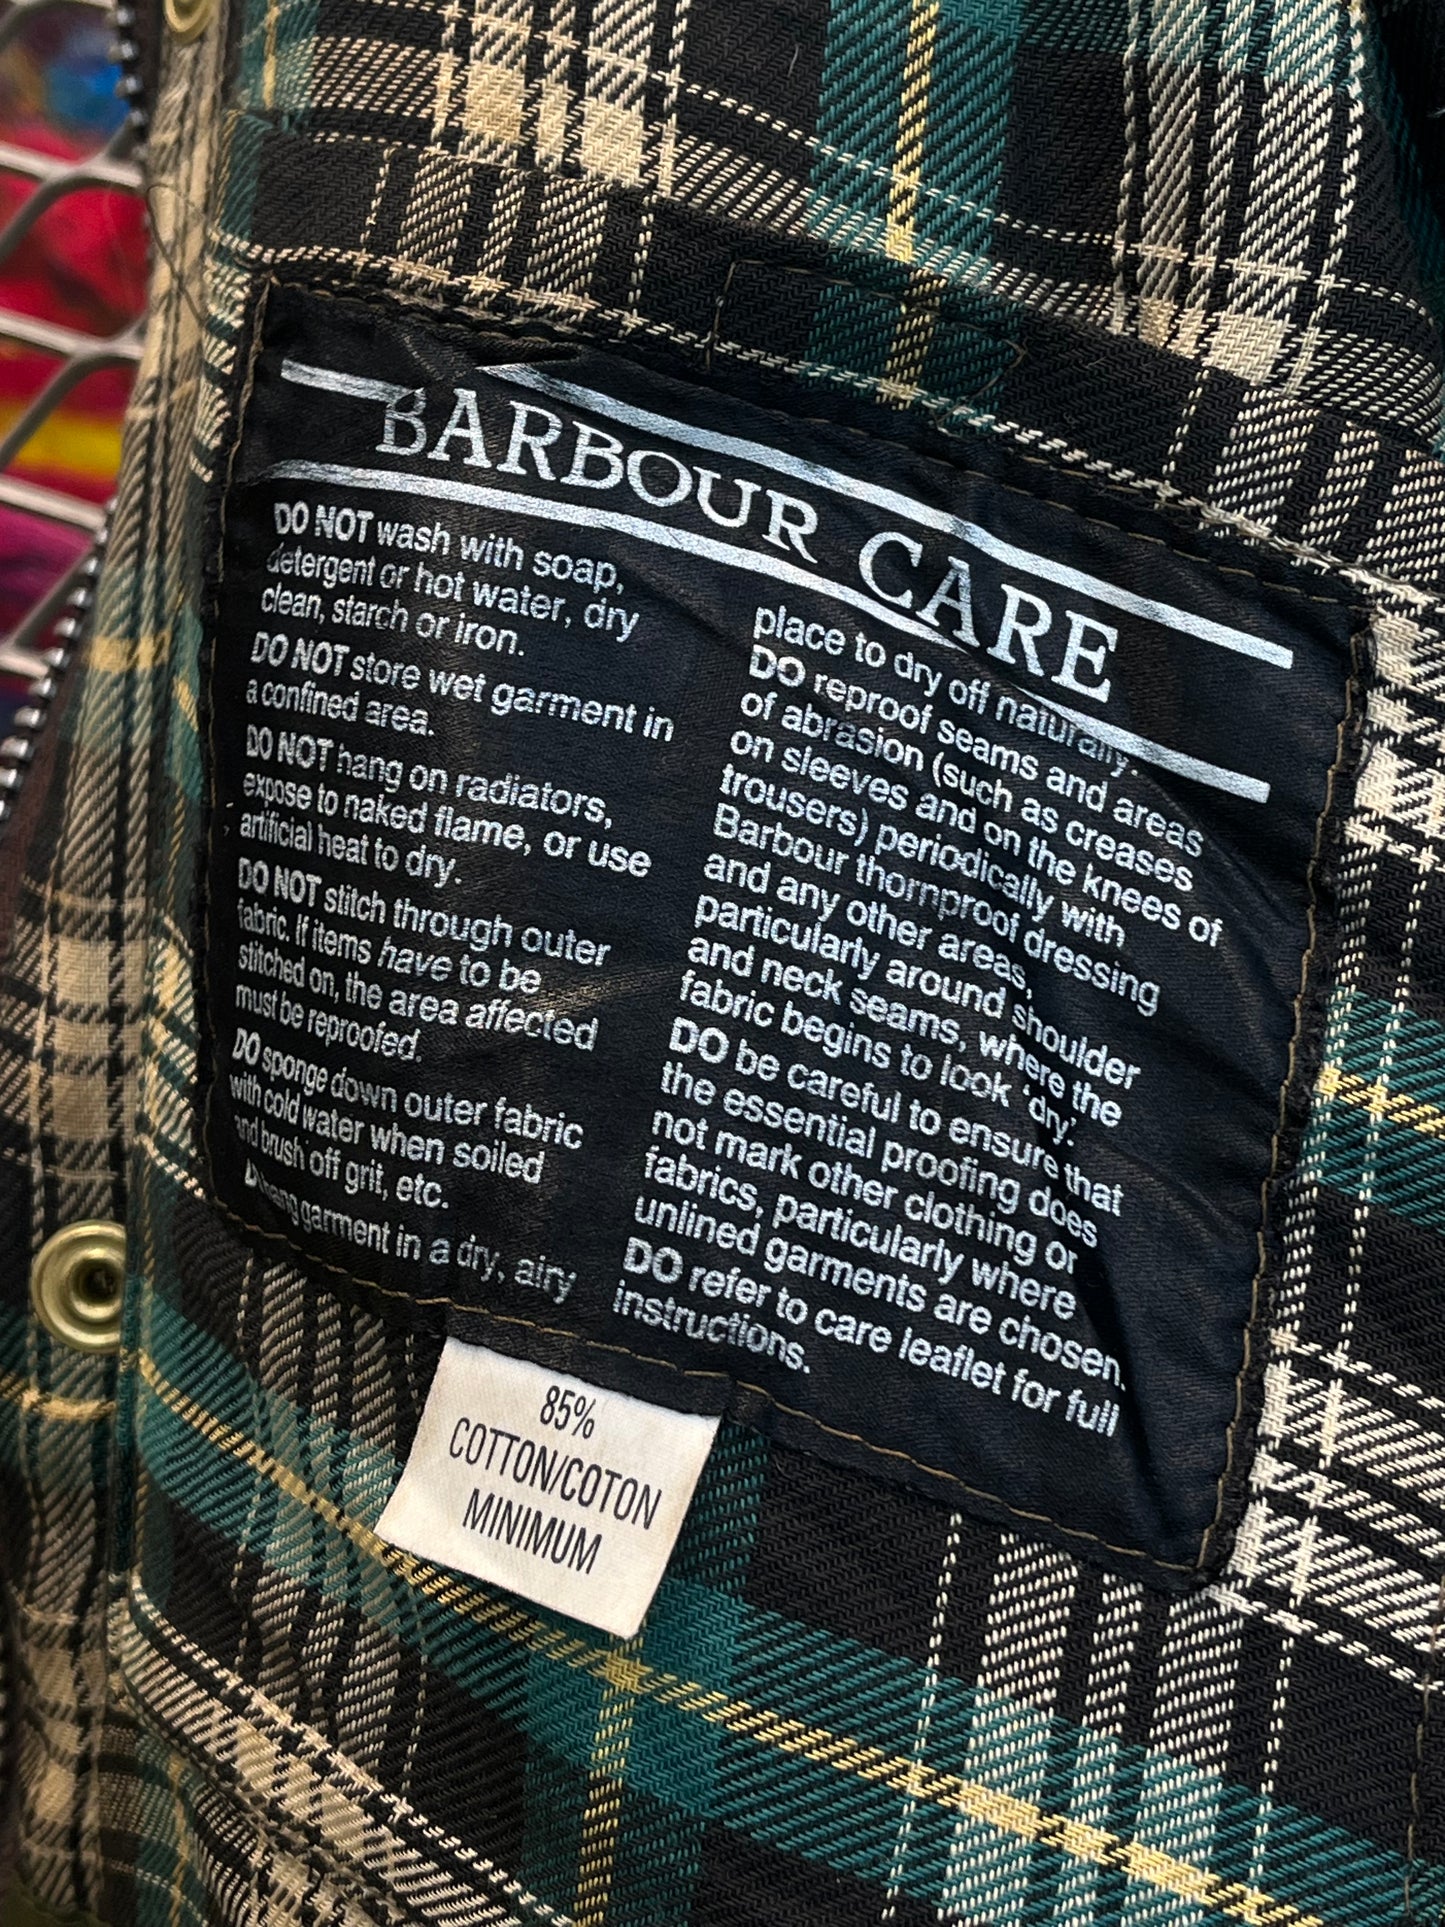 BARBOUR CARE
DO NOT wash with soap,
detergent or hot water, dry
clean, starch or iron.
DO NOT store wet garment in
a confined area.
DO NOT hang on radiators,
expose to naked flame, or use
artificial heat to dry.
DO NOT stitch through outer
fabric. If items have to be
stitched on, the area affected
must be reproofed.
DO sponge down outer fabric
with cold water when soiled
and brush off grit, etc.
DO hang garment in a dry, airy
place to dry off naturally.
DO reproof seams and areas
of abrasion (such as creases
on sleeves and on the knees of
trousers) periodically with
Barbour thornproof dressing
and any other areas,
particularly around shoulder
and neck seams, where the
fabric begins to look 'dry'.
DO be careful to ensure that
the essential proofing does
not mark other clothing or
fabrics, particularly where
unlined garments are chosen.
DO refer to care leaflet for full
instructions.
85%
COTTON/COTON
MINIMUM